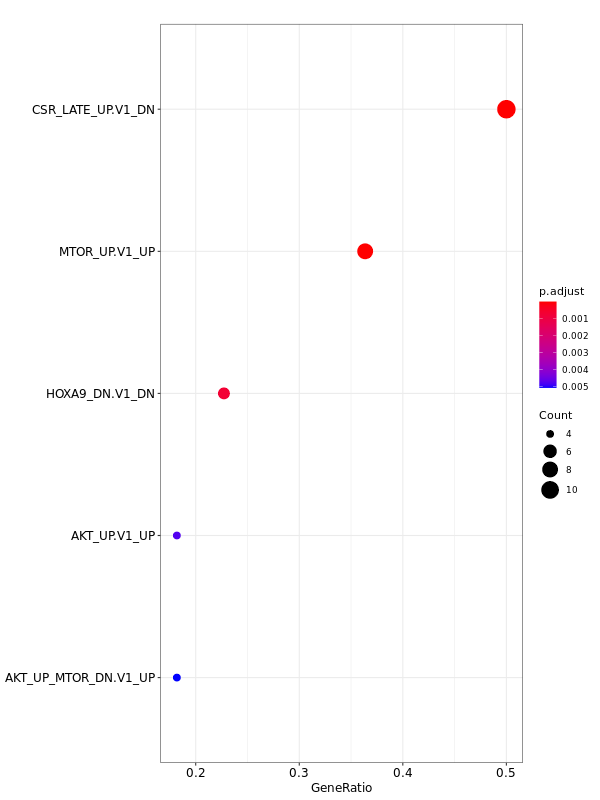 CSR_LATE_UP.V1_DN
MTOR_UP.V1_UP
HOXA9_DN.V1_DN
AKT_UP.V1_UP
AKT_UP_MTOR_DN.V1_UP
0.2 0.3 0.4 0.5
GeneRatio
p.adjust
0.001
0.002
0.003
0.004
0.005
Count
4
6
8
10